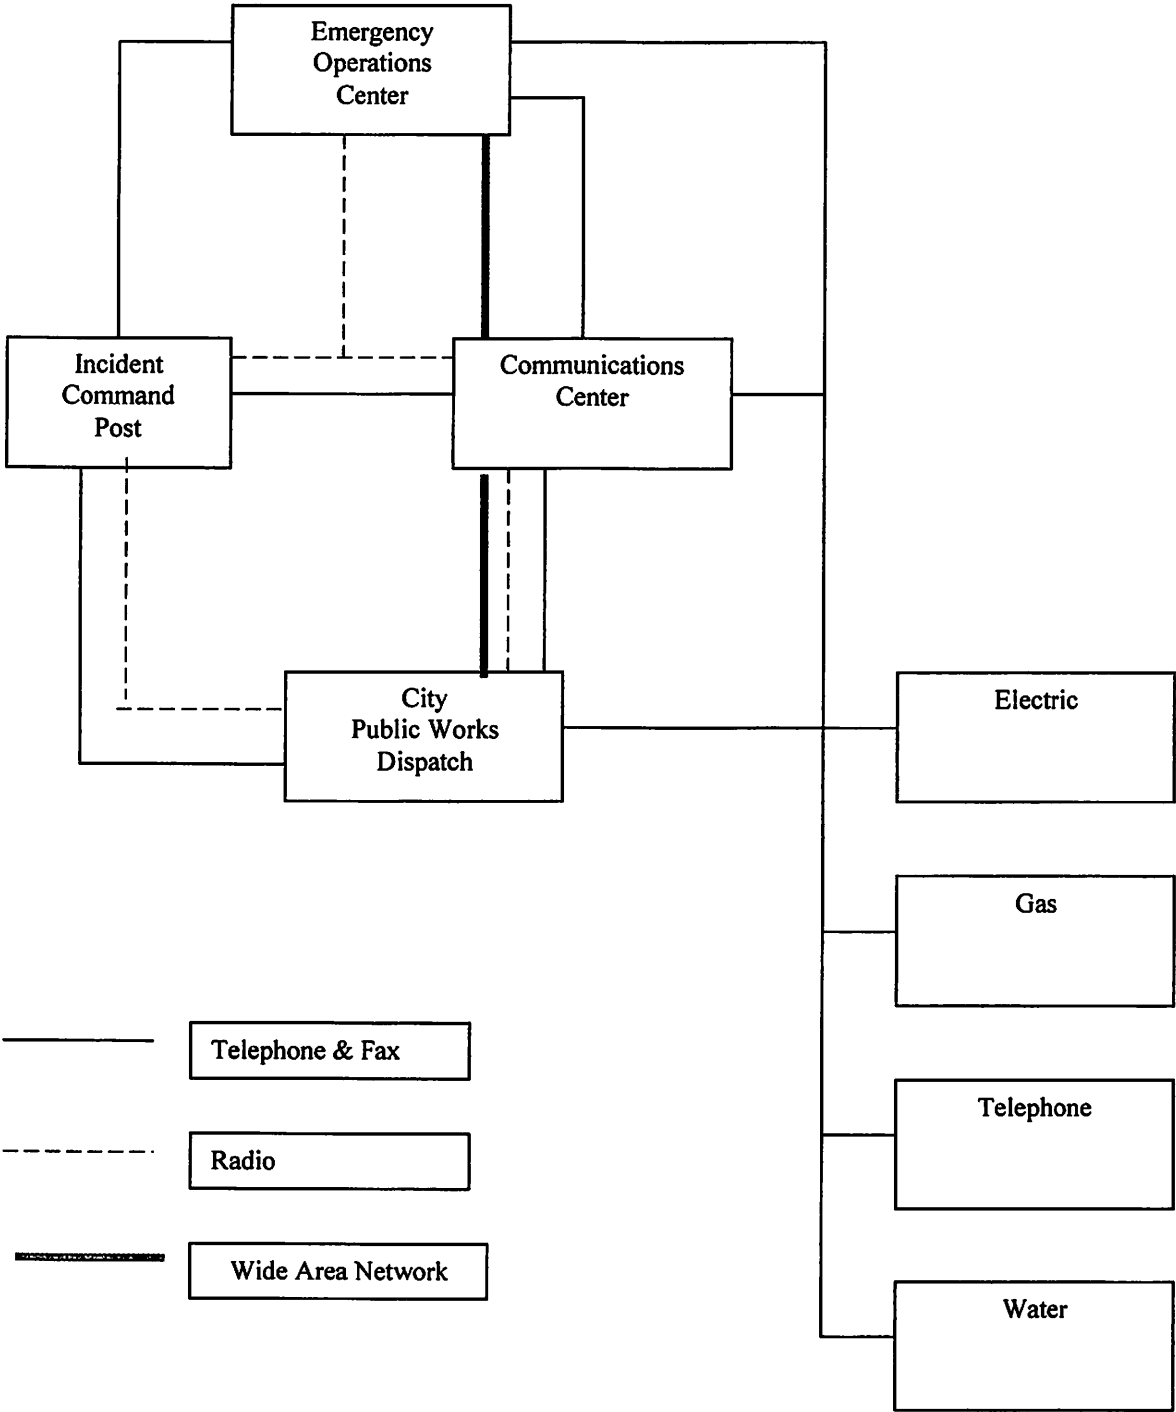 Emergency
Operations
Center
Incident
Command
Post
Communications
Center
City
Public Works
Dispatch
Electric
Gas
Telephone & Fax
Telephone
Radio
Wide Area Network
Water